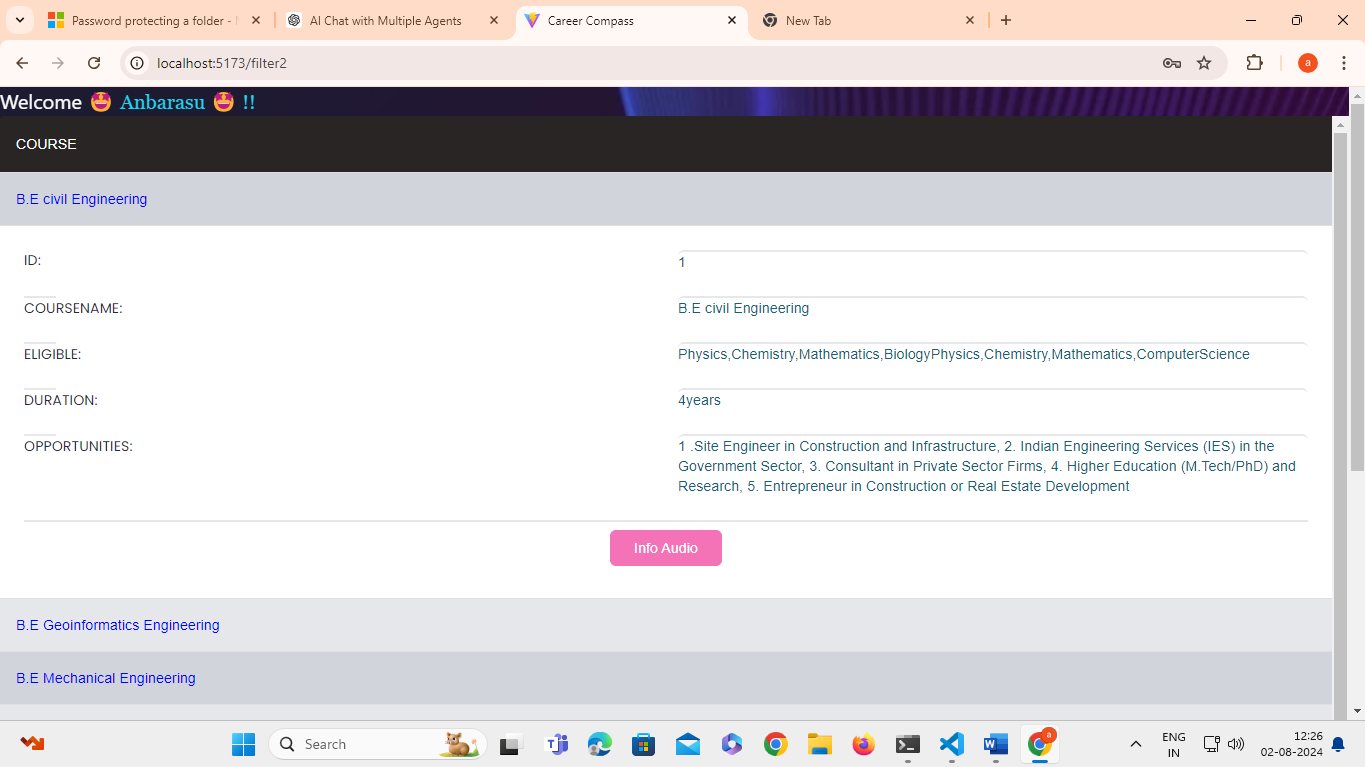 Password protecting a folder -
AI Chat with Multiple Agents
Career Compass
New Tab
localhost:5173/filter2
a
Welcome 🤩 Anbarasu 🤩 !!
COURSE
B.E civil Engineering
ID:
1
COURSENAME:
B.E civil Engineering
ELIGIBLE:
Physics,Chemistry,Mathematics,BiologyPhysics,Chemistry,Mathematics,ComputerScience
DURATION:
4years
OPPORTUNITIES:
1 .Site Engineer in Construction and Infrastructure, 2. Indian Engineering Services (IES) in the
Government Sector, 3. Consultant in Private Sector Firms, 4. Higher Education (M.Tech/PhD) and
Research, 5. Entrepreneur in Construction or Real Estate Development
Info Audio
B.E Geoinformatics Engineering
B.E Mechanical Engineering
Search
a
ENG
IN
12:26
02-08-2024